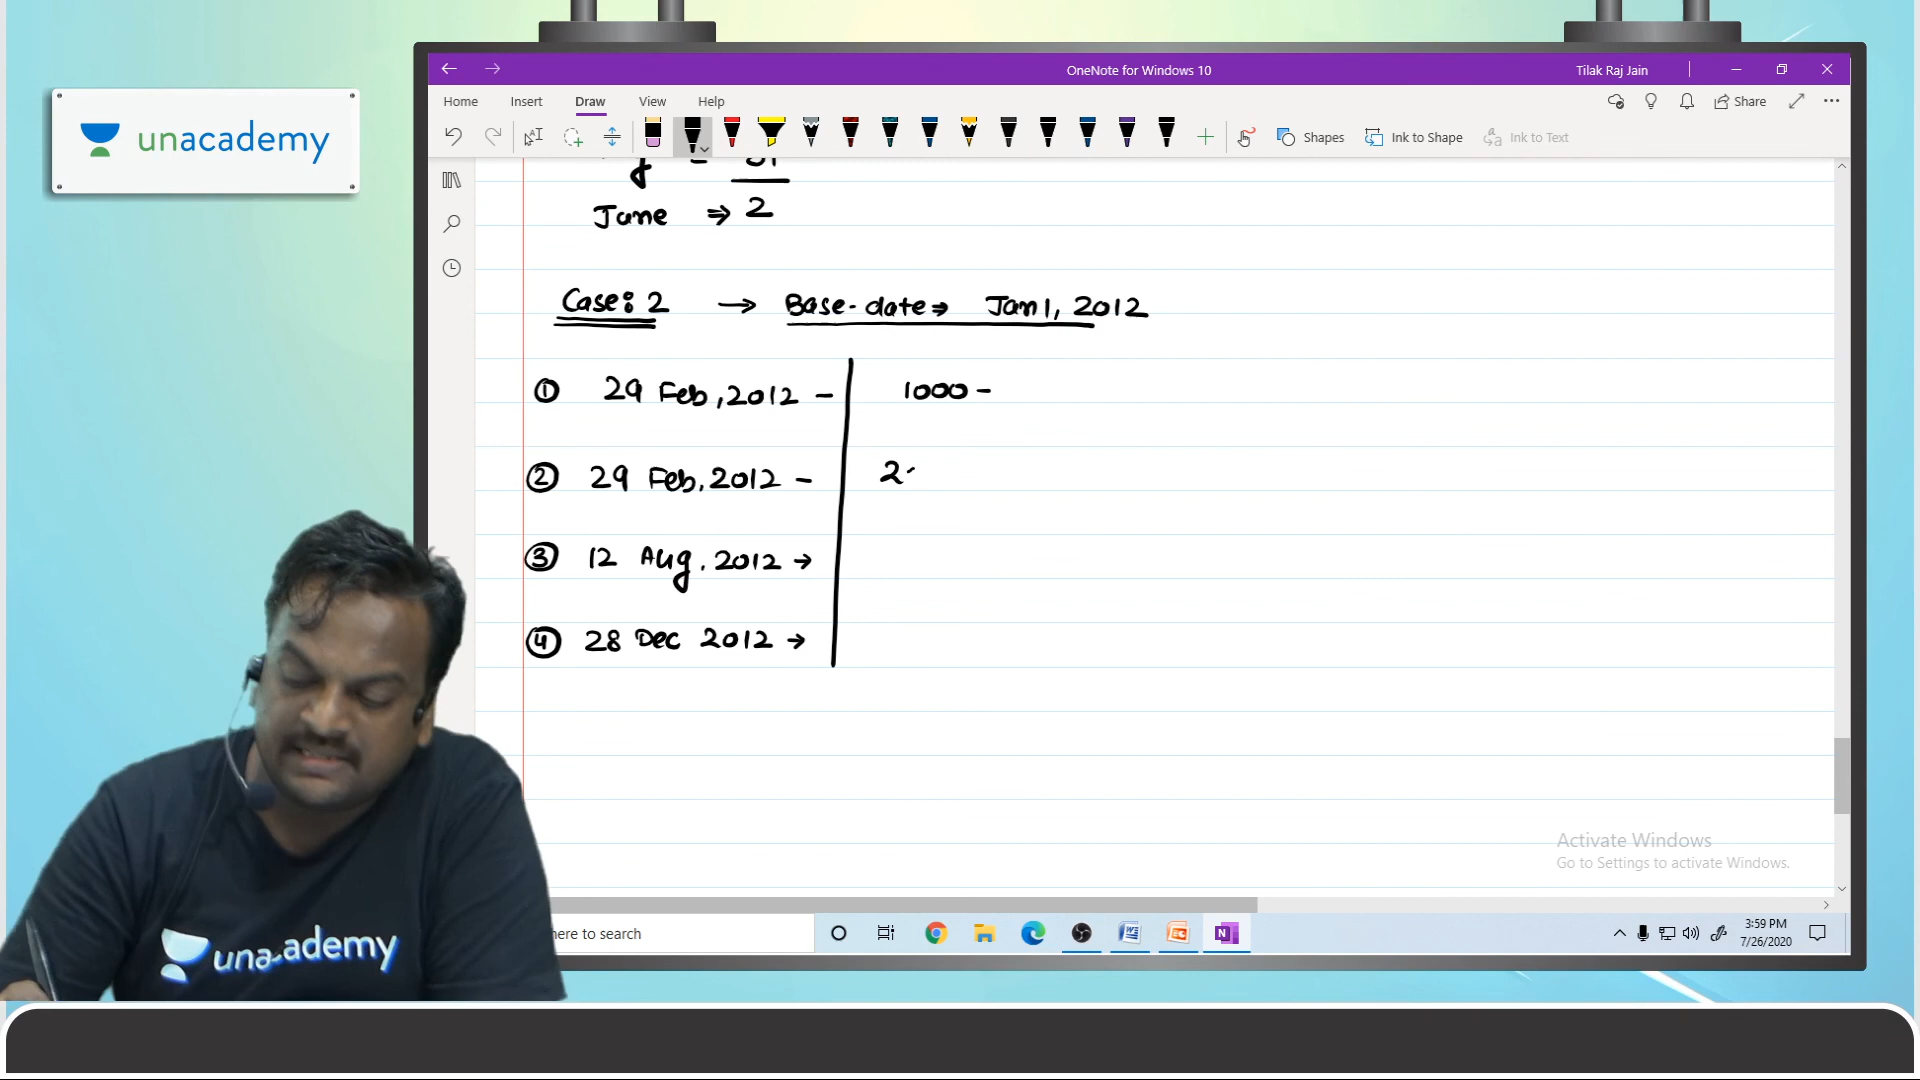 unacademy
OneNote for Windows 10
Tilak Raj Jain
Home Insert Draw View Help
Share
Shapes Ink to Shape Ink to Text
June ⇒ 2
Case: 2 → Base-date ⇒ Jan 1, 2012
① 29 Feb, 2012 - 1000 -
② 29 Feb. 2012 - 2
③ 12 Aug. 2012 →
④ 28 Dec 2012 →
Activate Windows
Go to Settings to activate Windows.
here to search
3:59 PM
7/26/2020
unacademy